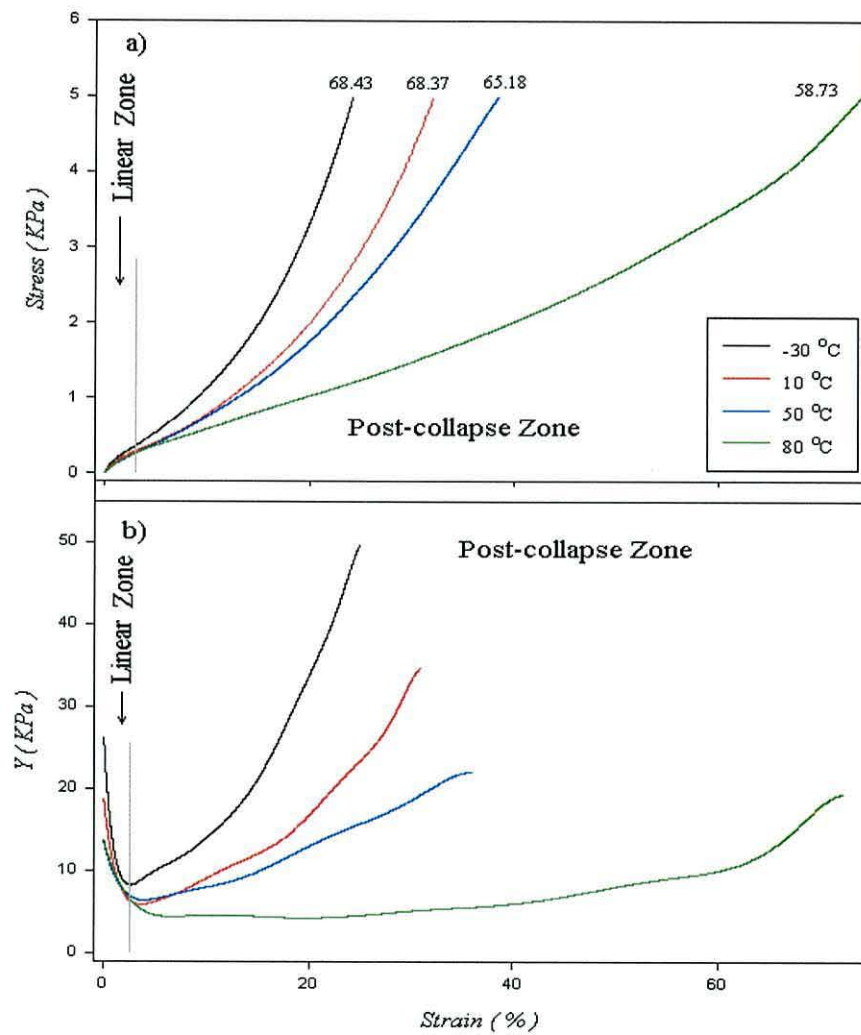 a)
Linear Zone
68.43 68.37 65.18 58.73
6
5
4
3
2
1
0
Stress (KPa)
-30 °C
10 °C
50 °C
80 °C
Post-collapse Zone
b)
Linear Zone
Post-collapse Zone
50
40
30
20
10
0
Y (KPa)
0 20 40 60
Strain (%)